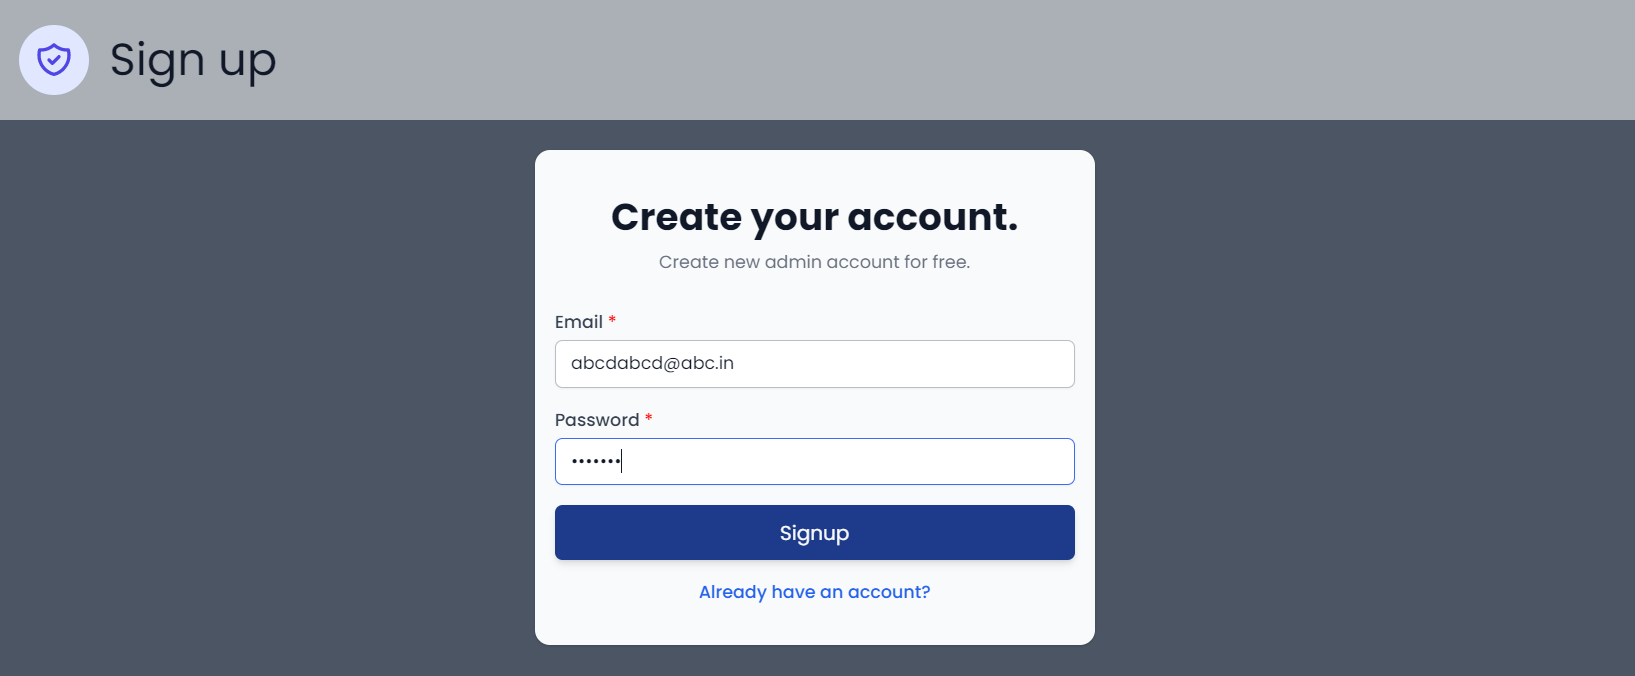 Sign up
Create your account.
Create new admin account for free.
Email *
abcdabcd@abc.in
Password *
•••••••
Signup
Already have an account?